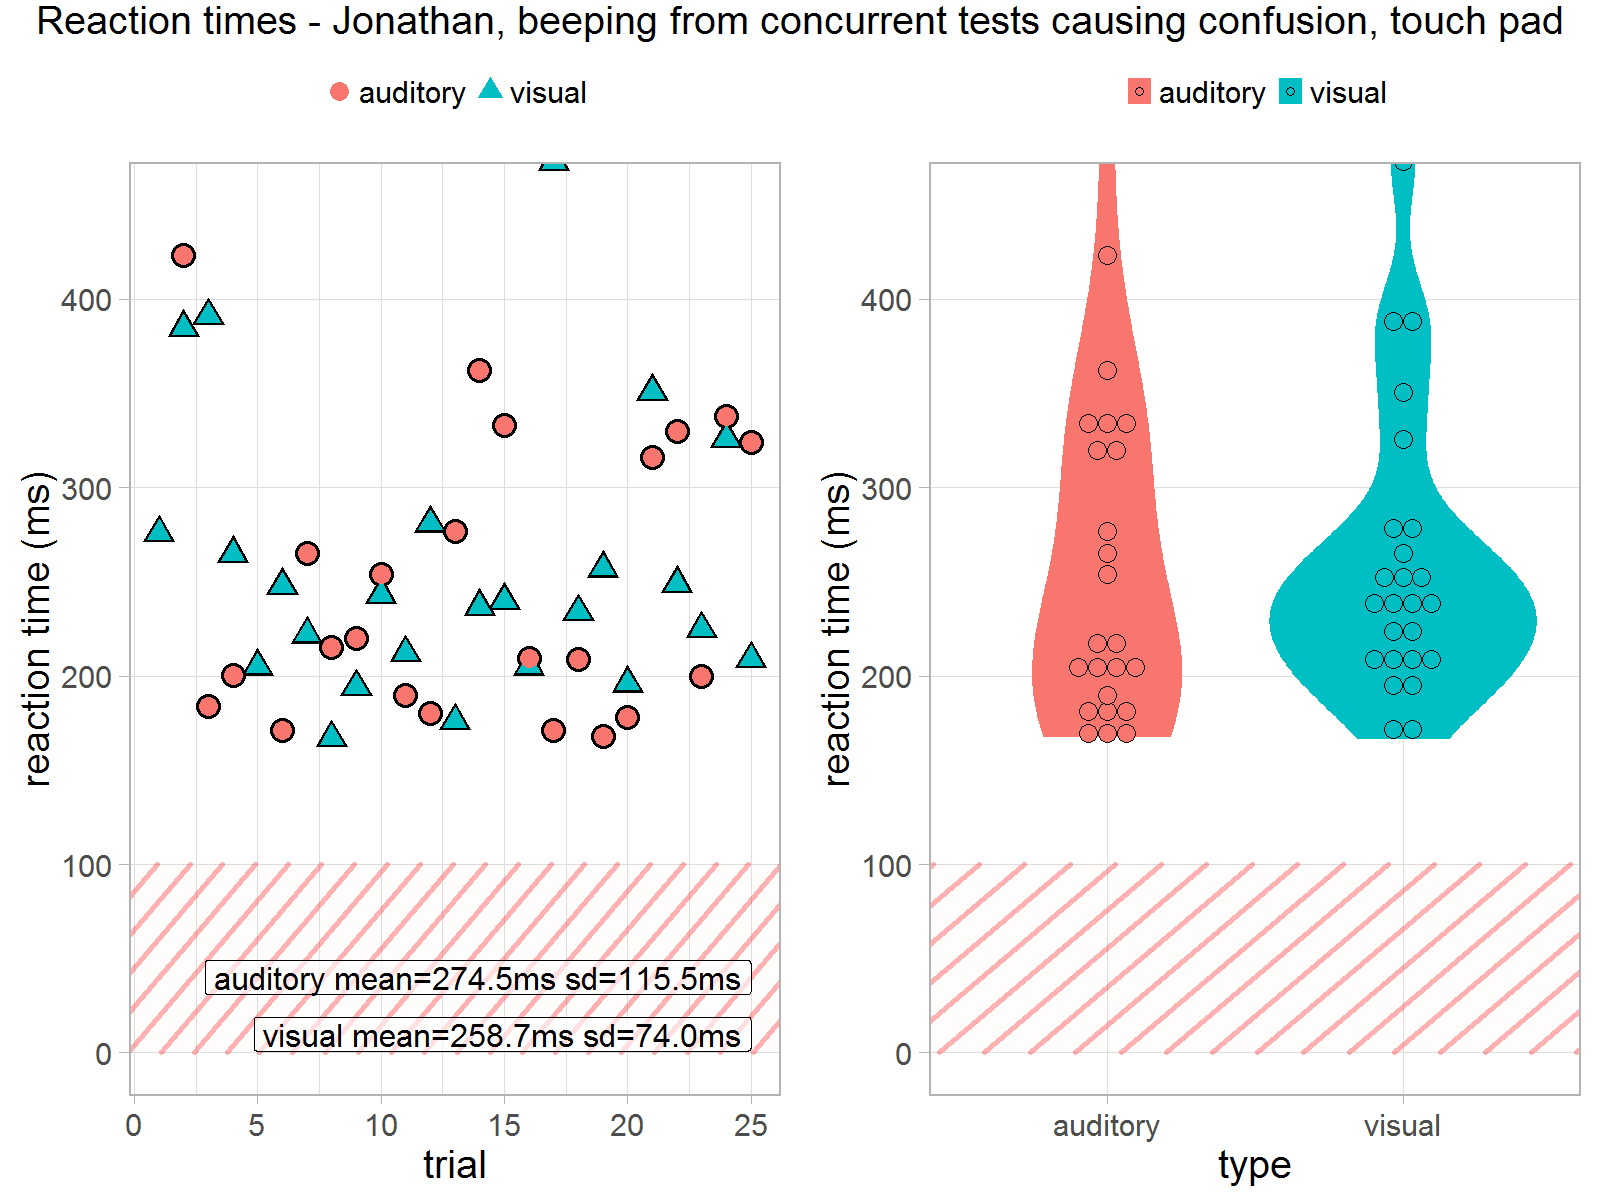 Reaction times - Jonathan, beeping from concurrent tests causing confusion, touch pad
auditory visual
auditory visual
reaction time (ms)
400
300
200
100
0
auditory mean=274.5ms sd=115.5ms
visual mean=258.7ms sd=74.0ms
0 5 10 15 20 25
trial
reaction time (ms)
400
300
200
100
0
auditory visual
type